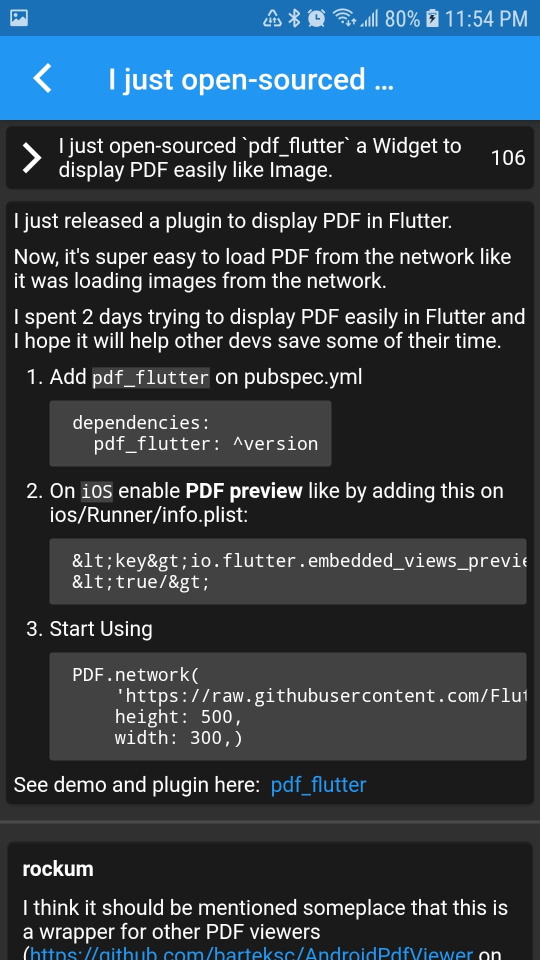 80% 11:54 PM
I just open-sourced ...
I just open-sourced `pdf_flutter` a Widget to
display PDF easily like Image.
106
I just released a plugin to display PDF in Flutter.
Now, it's super easy to load PDF from the network like
it was loading images from the network.
I spent 2 days trying to display PDF easily in Flutter and
I hope it will help other devs save some of their time.
1. Add pdf_flutter on pubspec.yml
dependencies:
pdf_flutter: ^version
2. On iOS enable PDF preview like by adding this on
ios/Runner/info.plist:
&lt;key&gt;io.flutter.embedded_views_previe
&lt;true/&gt;
3. Start Using
PDF.network(
'https://raw.githubusercontent.com/Flut
height: 500,
width: 300,)
See demo and plugin here: pdf_flutter
rockum
I think it should be mentioned someplace that this is
a wrapper for other PDF viewers
(https://github.com/barteksc/AndroidPdfViewer on